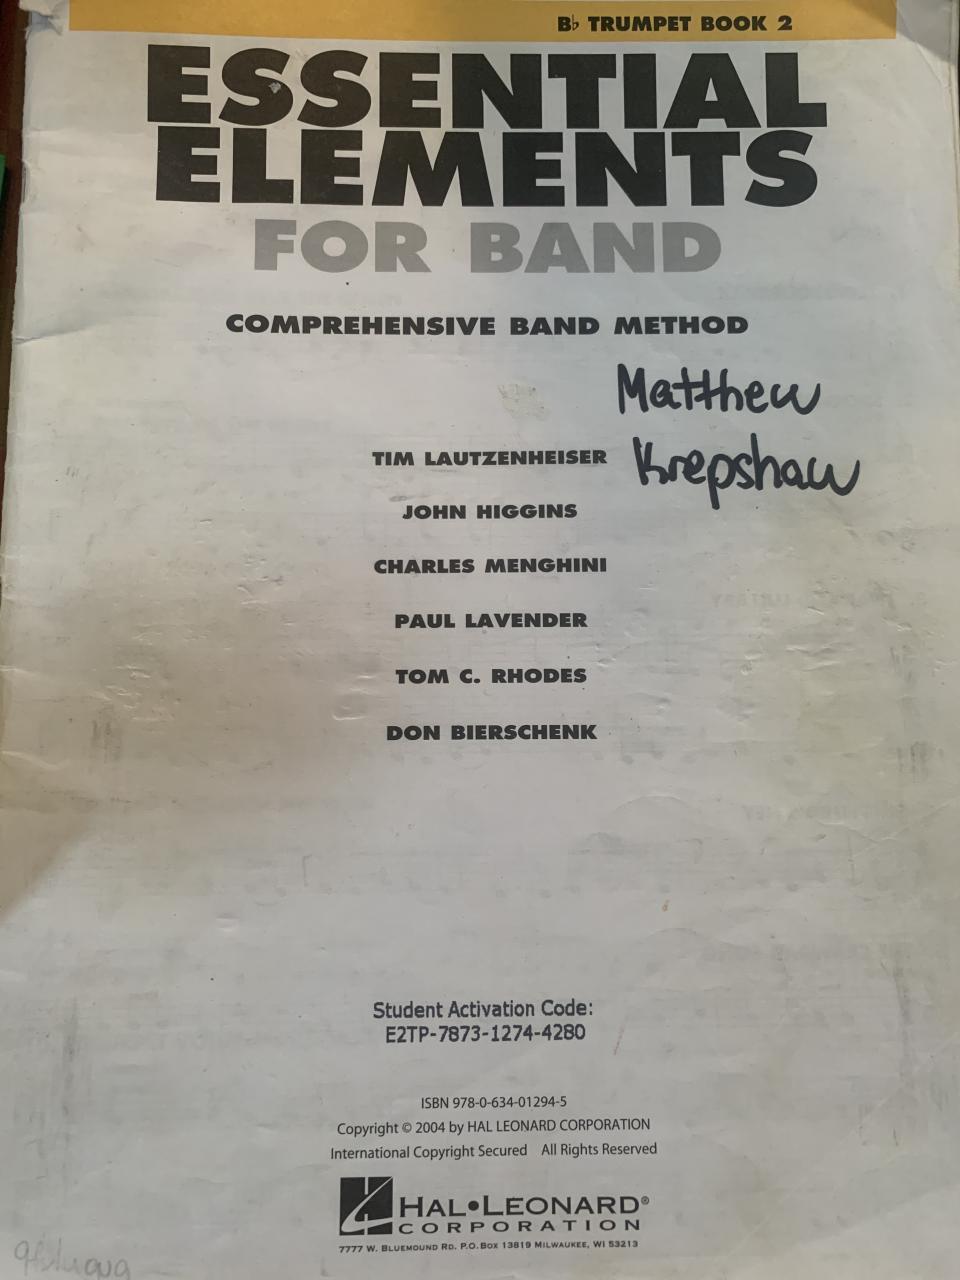 B♭ TRUMPET BOOK 2
ESSENTIAL
ELEMENTS
FOR BAND
COMPREHENSIVE BAND METHOD
Matthew
Krepshaw
TIM LAUTZENHEISER
JOHN HIGGINS
CHARLES MENGHINI
PAUL LAVENDER
TOM C. RHODES
DON BIERSCHENK
Student Activation Code:
E2TP-7873-1274-4280
ISBN 978-0-634-01294-5
Copyright © 2004 by HAL LEONARD CORPORATION
International Copyright Secured All Rights Reserved
HAL•LEONARD®
CORPORATION
7777 W. BLUEMOUND RD. P.O. BOX 13819 MILWAUKEE, WI 53213